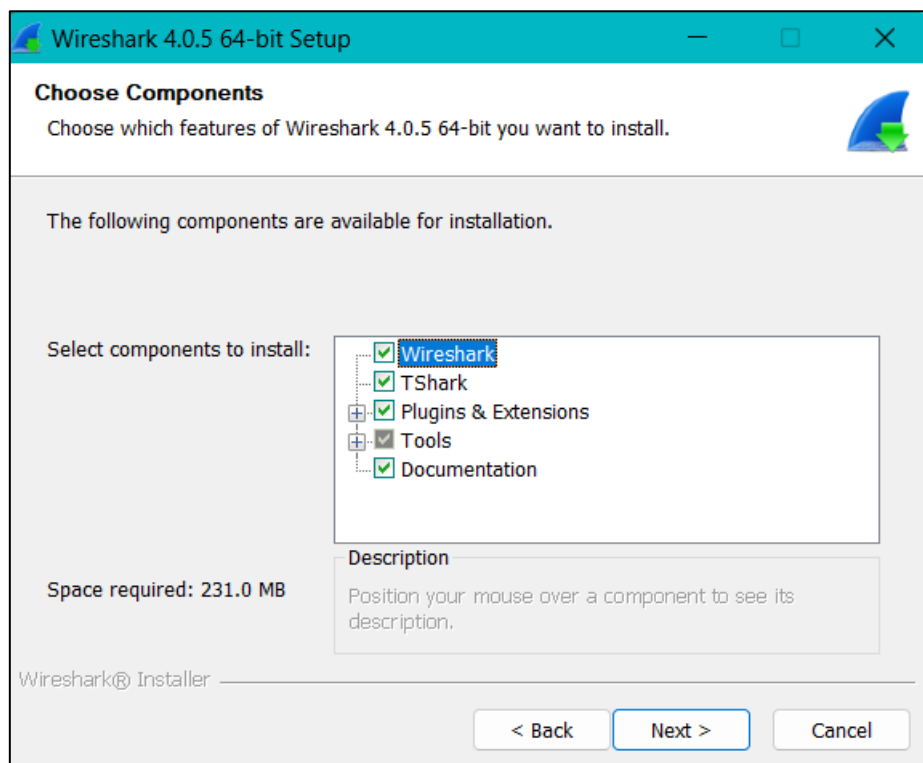 Wireshark 4.0.5 64-bit Setup
Choose Components
Choose which features of Wireshark 4.0.5 64-bit you want to install.
The following components are available for installation.
Select components to install:
Wireshark
TShark
Plugins & Extensions
Tools
Documentation
Space required: 231.0 MB
Description
Position your mouse over a component to see its
description.
Wireshark® Installer
< Back
Next >
Cancel